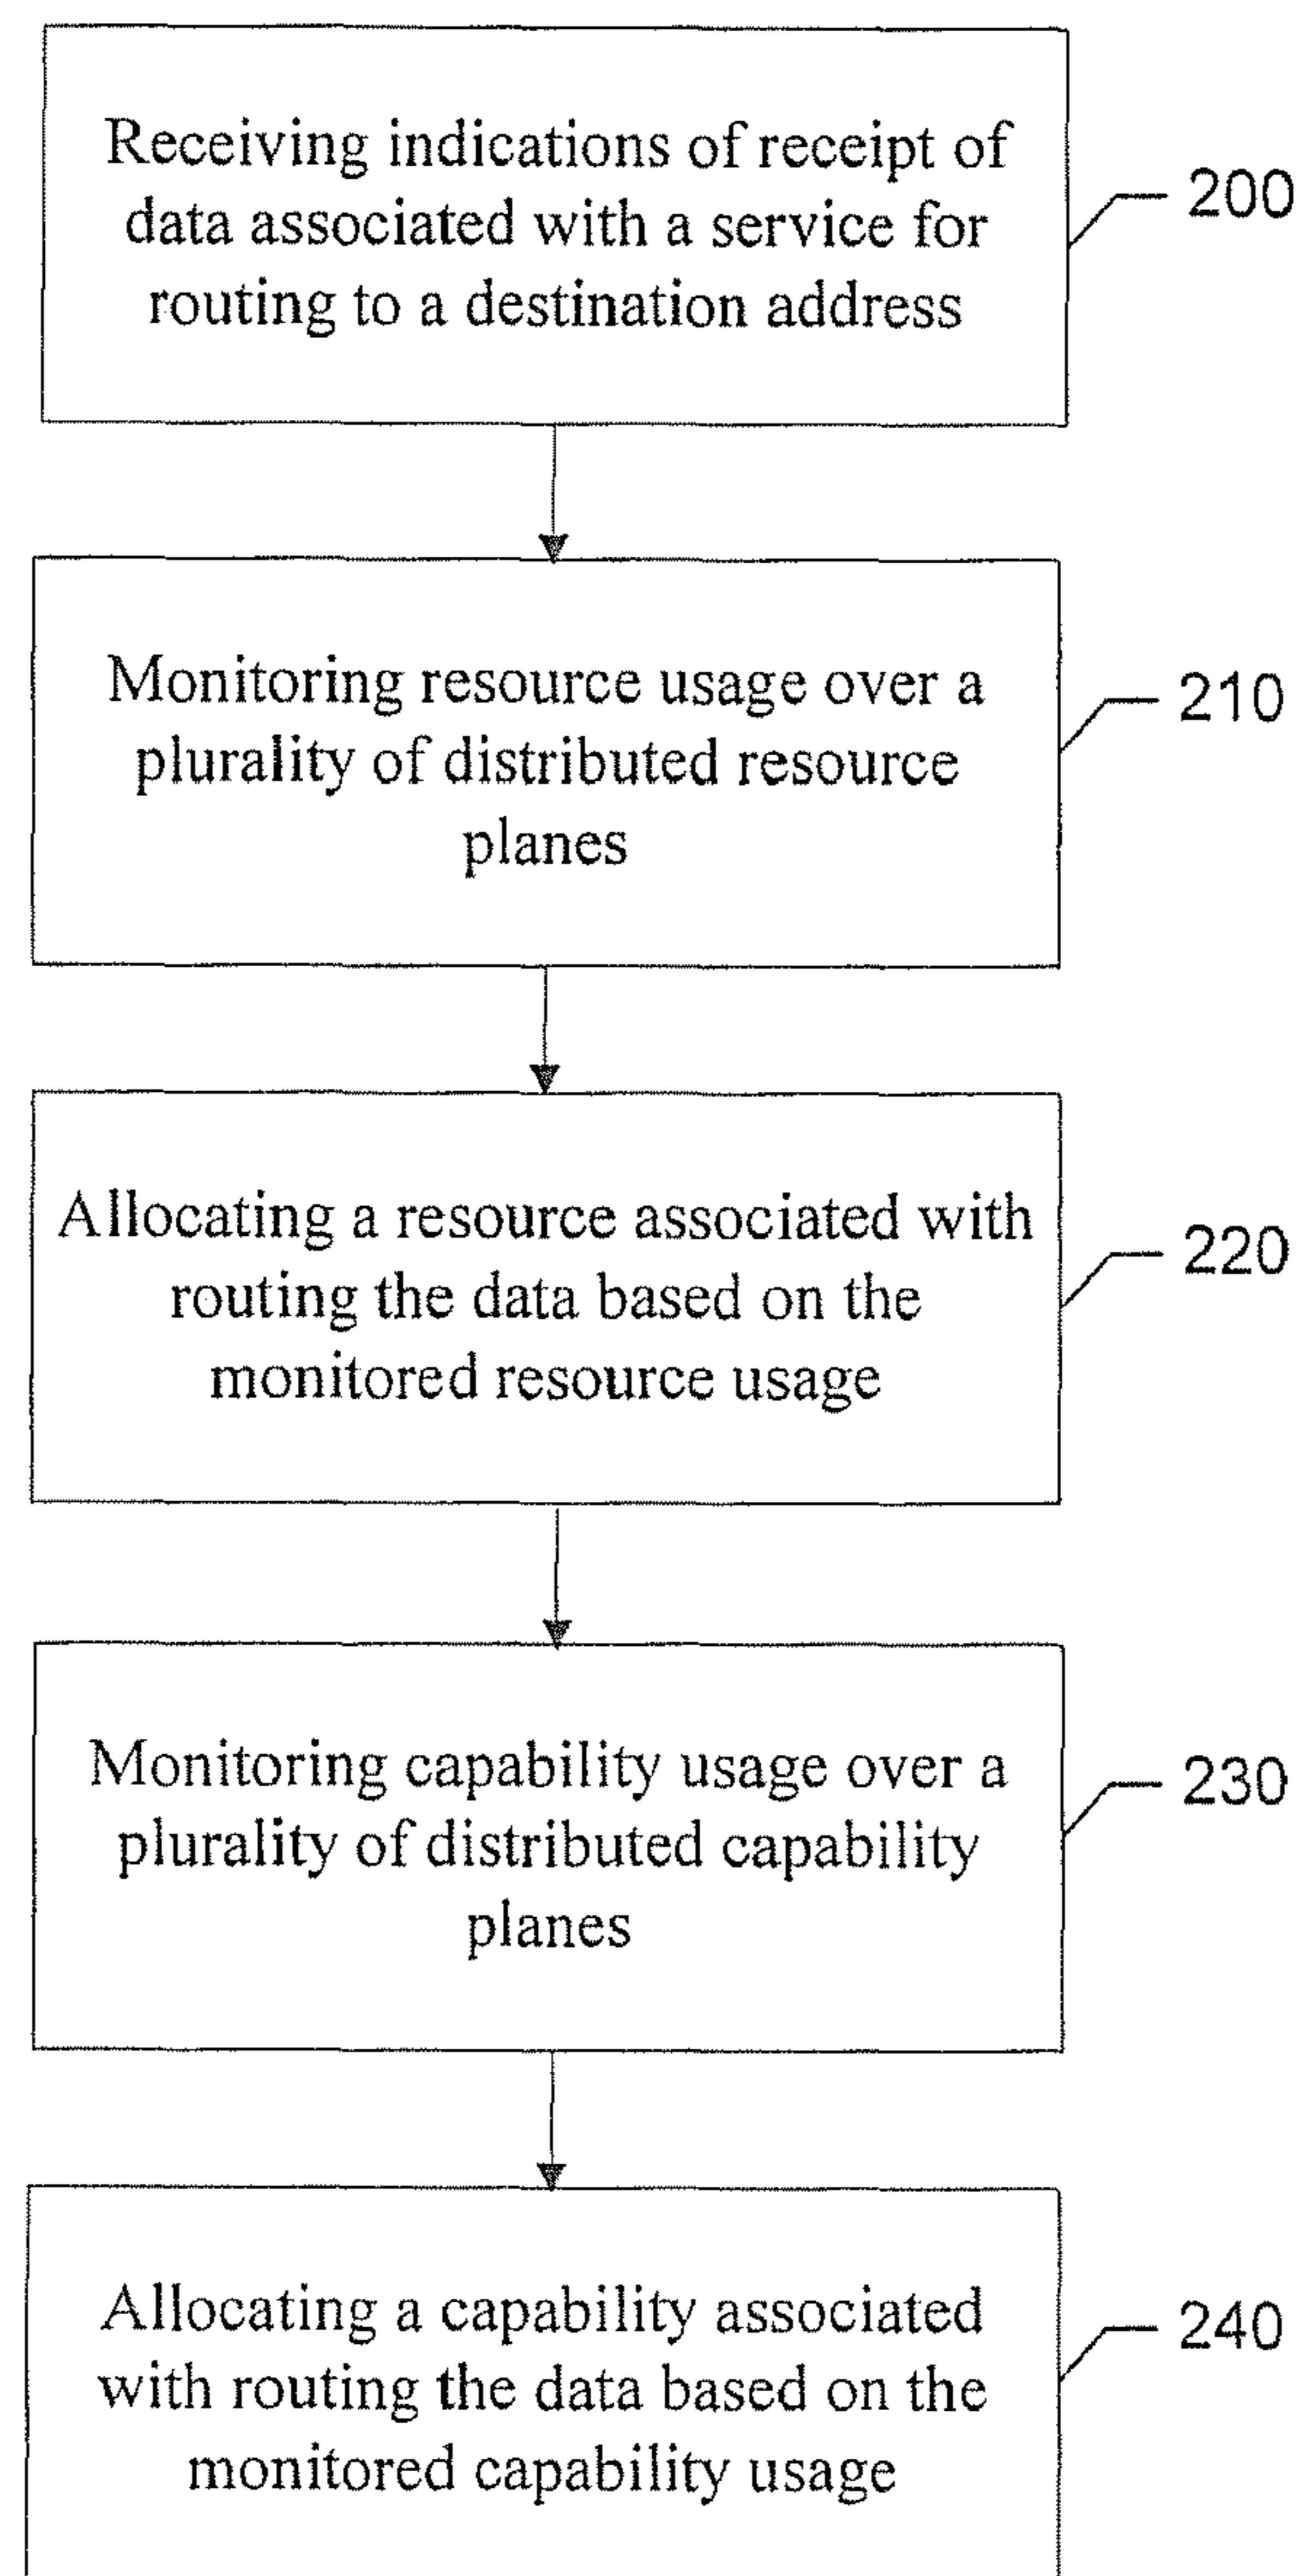 Receiving indications of receipt of
data associated with a service for
routing to a destination address
200
Monitoring resource usage over a
plurality of distributed resource
planes
210
Allocating a resource associated with
routing the data based on the
monitored resource usage
220
Monitoring capability usage over a
plurality of distributed capability
planes
230
Allocating a capability associated
with routing the data based on the
monitored capability usage
240